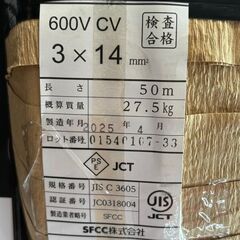 600V CV
検査
合格
3×14mm²
長さ 50m
概算質量 27.5kg
製造年月 2025年4月
ロット番号 01540107-33
PS
E
JCT
規格番号 JIS C 3605
認証番号 JC0318004
製造業者略号 SFCC
JIS
JCT
SFCC株式会社